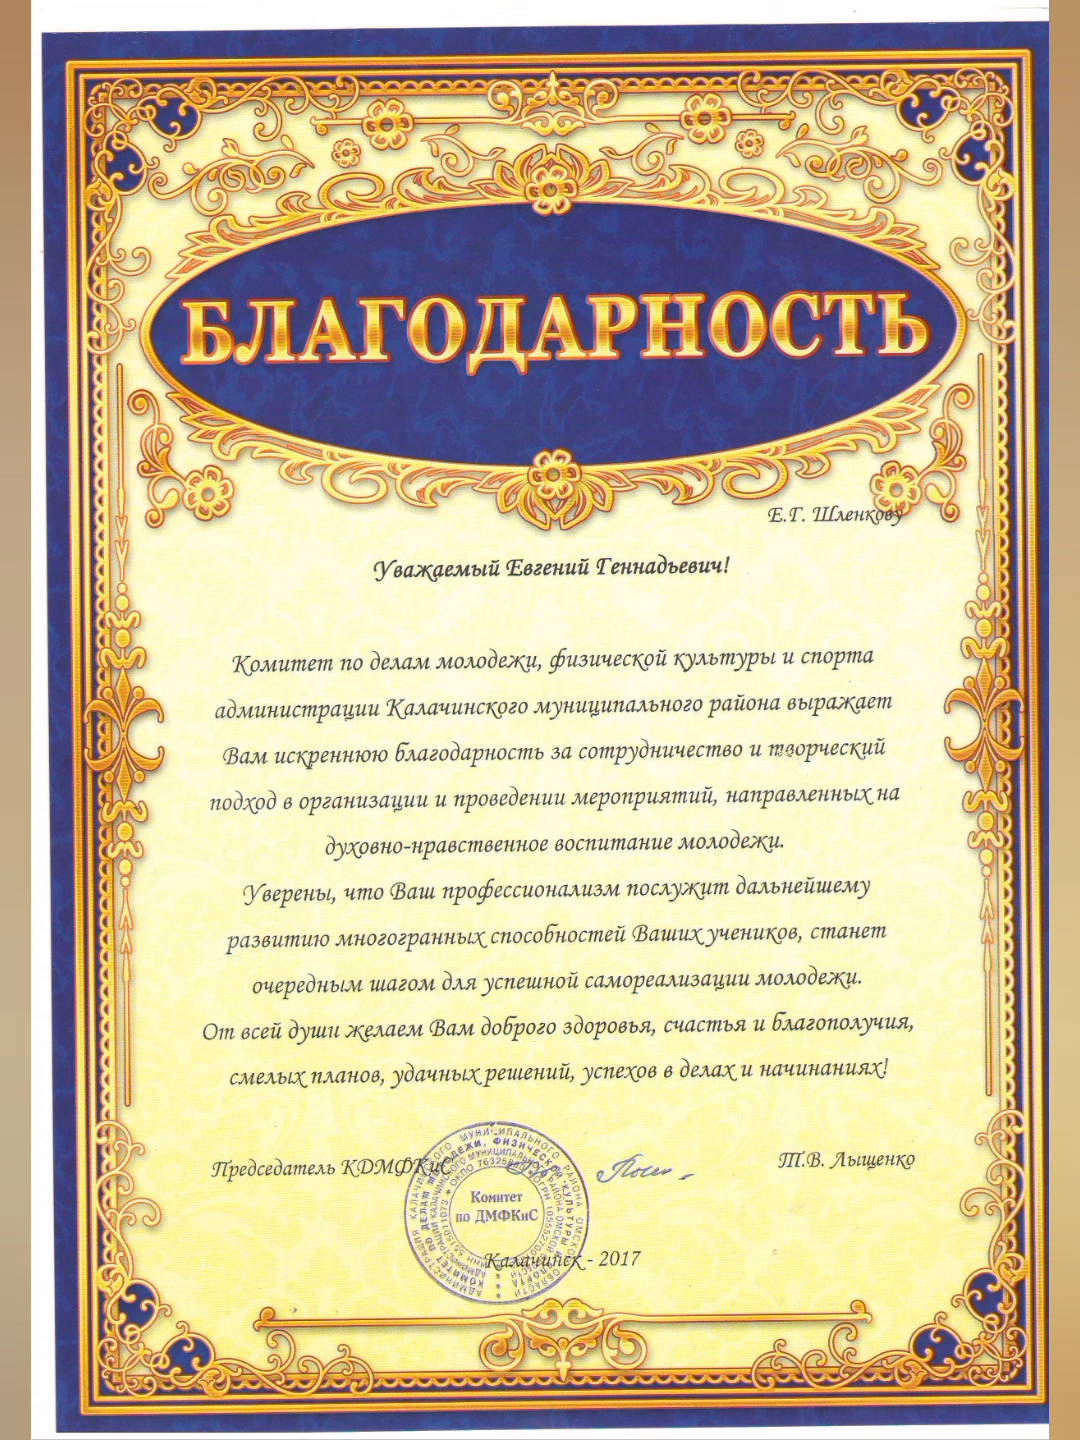 БЛАГОДАРНОСТЬ
Е.Г. Шленкову
Уважаемый Евгений Геннадьевич!
Комитет по делам молодежи, физической культуры и спорта
администрации Калачинского муниципального района выражает
Вам искреннюю благодарность за сотрудничество и творческий
подход в организации и проведении мероприятий, направленных на
духовно-нравственное воспитание молодежи.
Уверены, что Ваш профессионализм послужит дальнейшему
развитию многогранных способностей Ваших учеников, станет
очередным шагом для успешной самореализации молодежи.
От всей души желаем Вам доброго здоровья, счастья и благополучия,
смелых планов, удачных решений, успехов в делах и начинаниях!
Председатель КДМФКиС
Т.В. Лыщенко
Комитет
по ДМФКиС
Калачинск - 2017